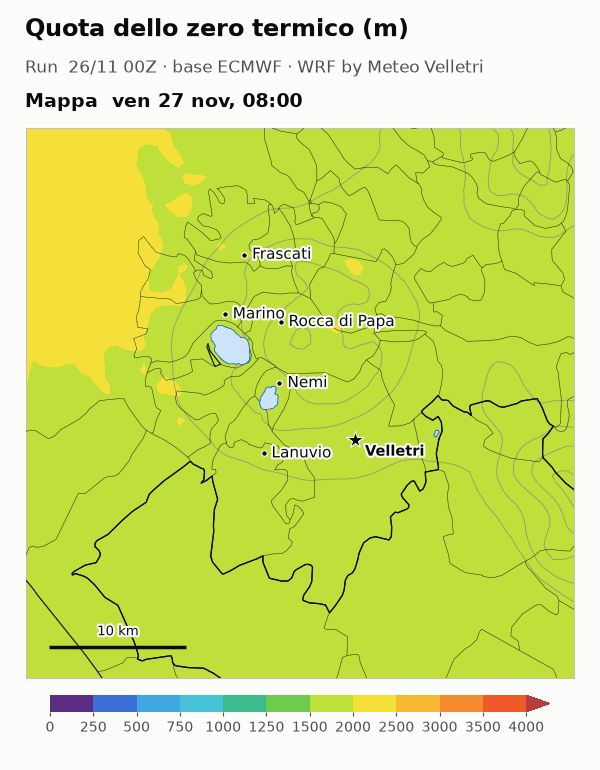 Quota dello zero termico (m)
Run  26/11 00Z · base ECMWF · WRF by Meteo Velletri
Mappa  ven 27 nov, 08:00
Frascati
Marino
Rocca di Papa
Nemi
Velletri
Lanuvio
10 km
0 250 500 750 1000 1250 1500 2000 2500 3000 3500 4000